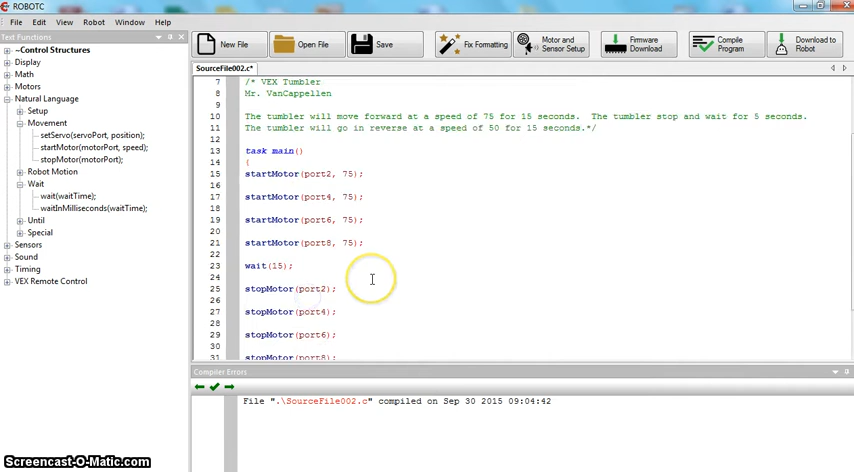 ROBOTC
File Edit View Robot Window Help
Text Functions
New File Open File Save Fix Formatting Motor and Sensor Setup Firmware Download Compile Program Download to Robot
~Control Structures
Display
Math
Motors
Natural Language
Setup
Movement
setServo(servoPort, position);
startMotor(motorPort, speed);
stopMotor(motorPort);
Robot Motion
Wait
wait(waitTime);
waitInMilliseconds(waitTime);
Until
Special
Sensors
Sound
Timing
VEX Remote Control
SourceFile002.c*
7 /* VEX Tumbler
8 Mr. VanCappellen
9
10 The tumbler will move forward at a speed of 75 for 15 seconds. The tumbler stop and wait for 5 seconds.
11 The tumbler will go in reverse at a speed of 50 for 15 seconds.*/
12
13 task main()
14 {
15 startMotor(port2, 75);
16
17 startMotor(port4, 75);
18
19 startMotor(port6, 75);
20
21 startMotor(port8, 75);
22
23 wait(15);
24
25 stopMotor(port2);
26
27 stopMotor(port4);
28
29 stopMotor(port6);
30
31 stopMotor(port8);
Compiler Errors
File ".\SourceFile002.c" compiled on Sep 30 2015 09:04:42
Screencast-O-Matic.com